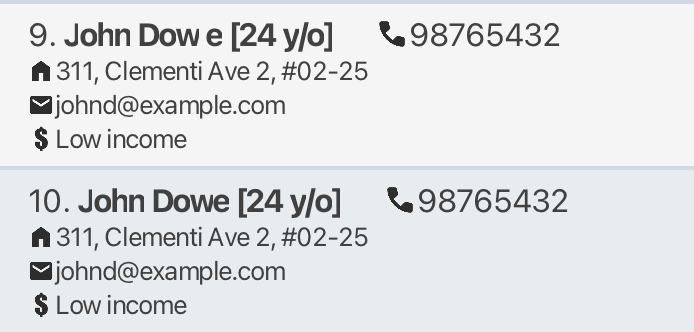 9. John Dow e [24 y/o] 98765432
311, Clementi Ave 2, #02-25
johnd@example.com
Low income
10. John Dowe [24 y/o] 98765432
311, Clementi Ave 2, #02-25
johnd@example.com
Low income